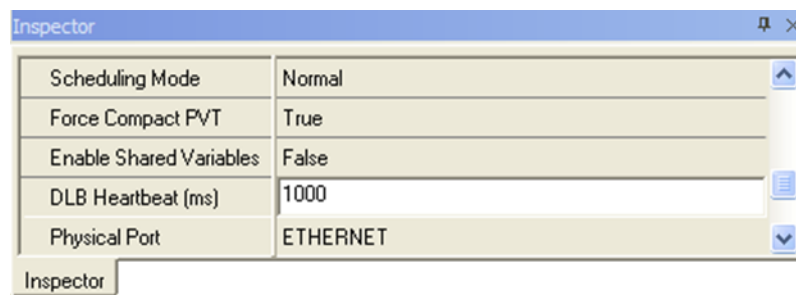 Inspector
Scheduling Mode Normal
Force Compact PVT True
Enable Shared Variables False
DLB Heartbeat (ms) 1000
Physical Port ETHERNET
Inspector